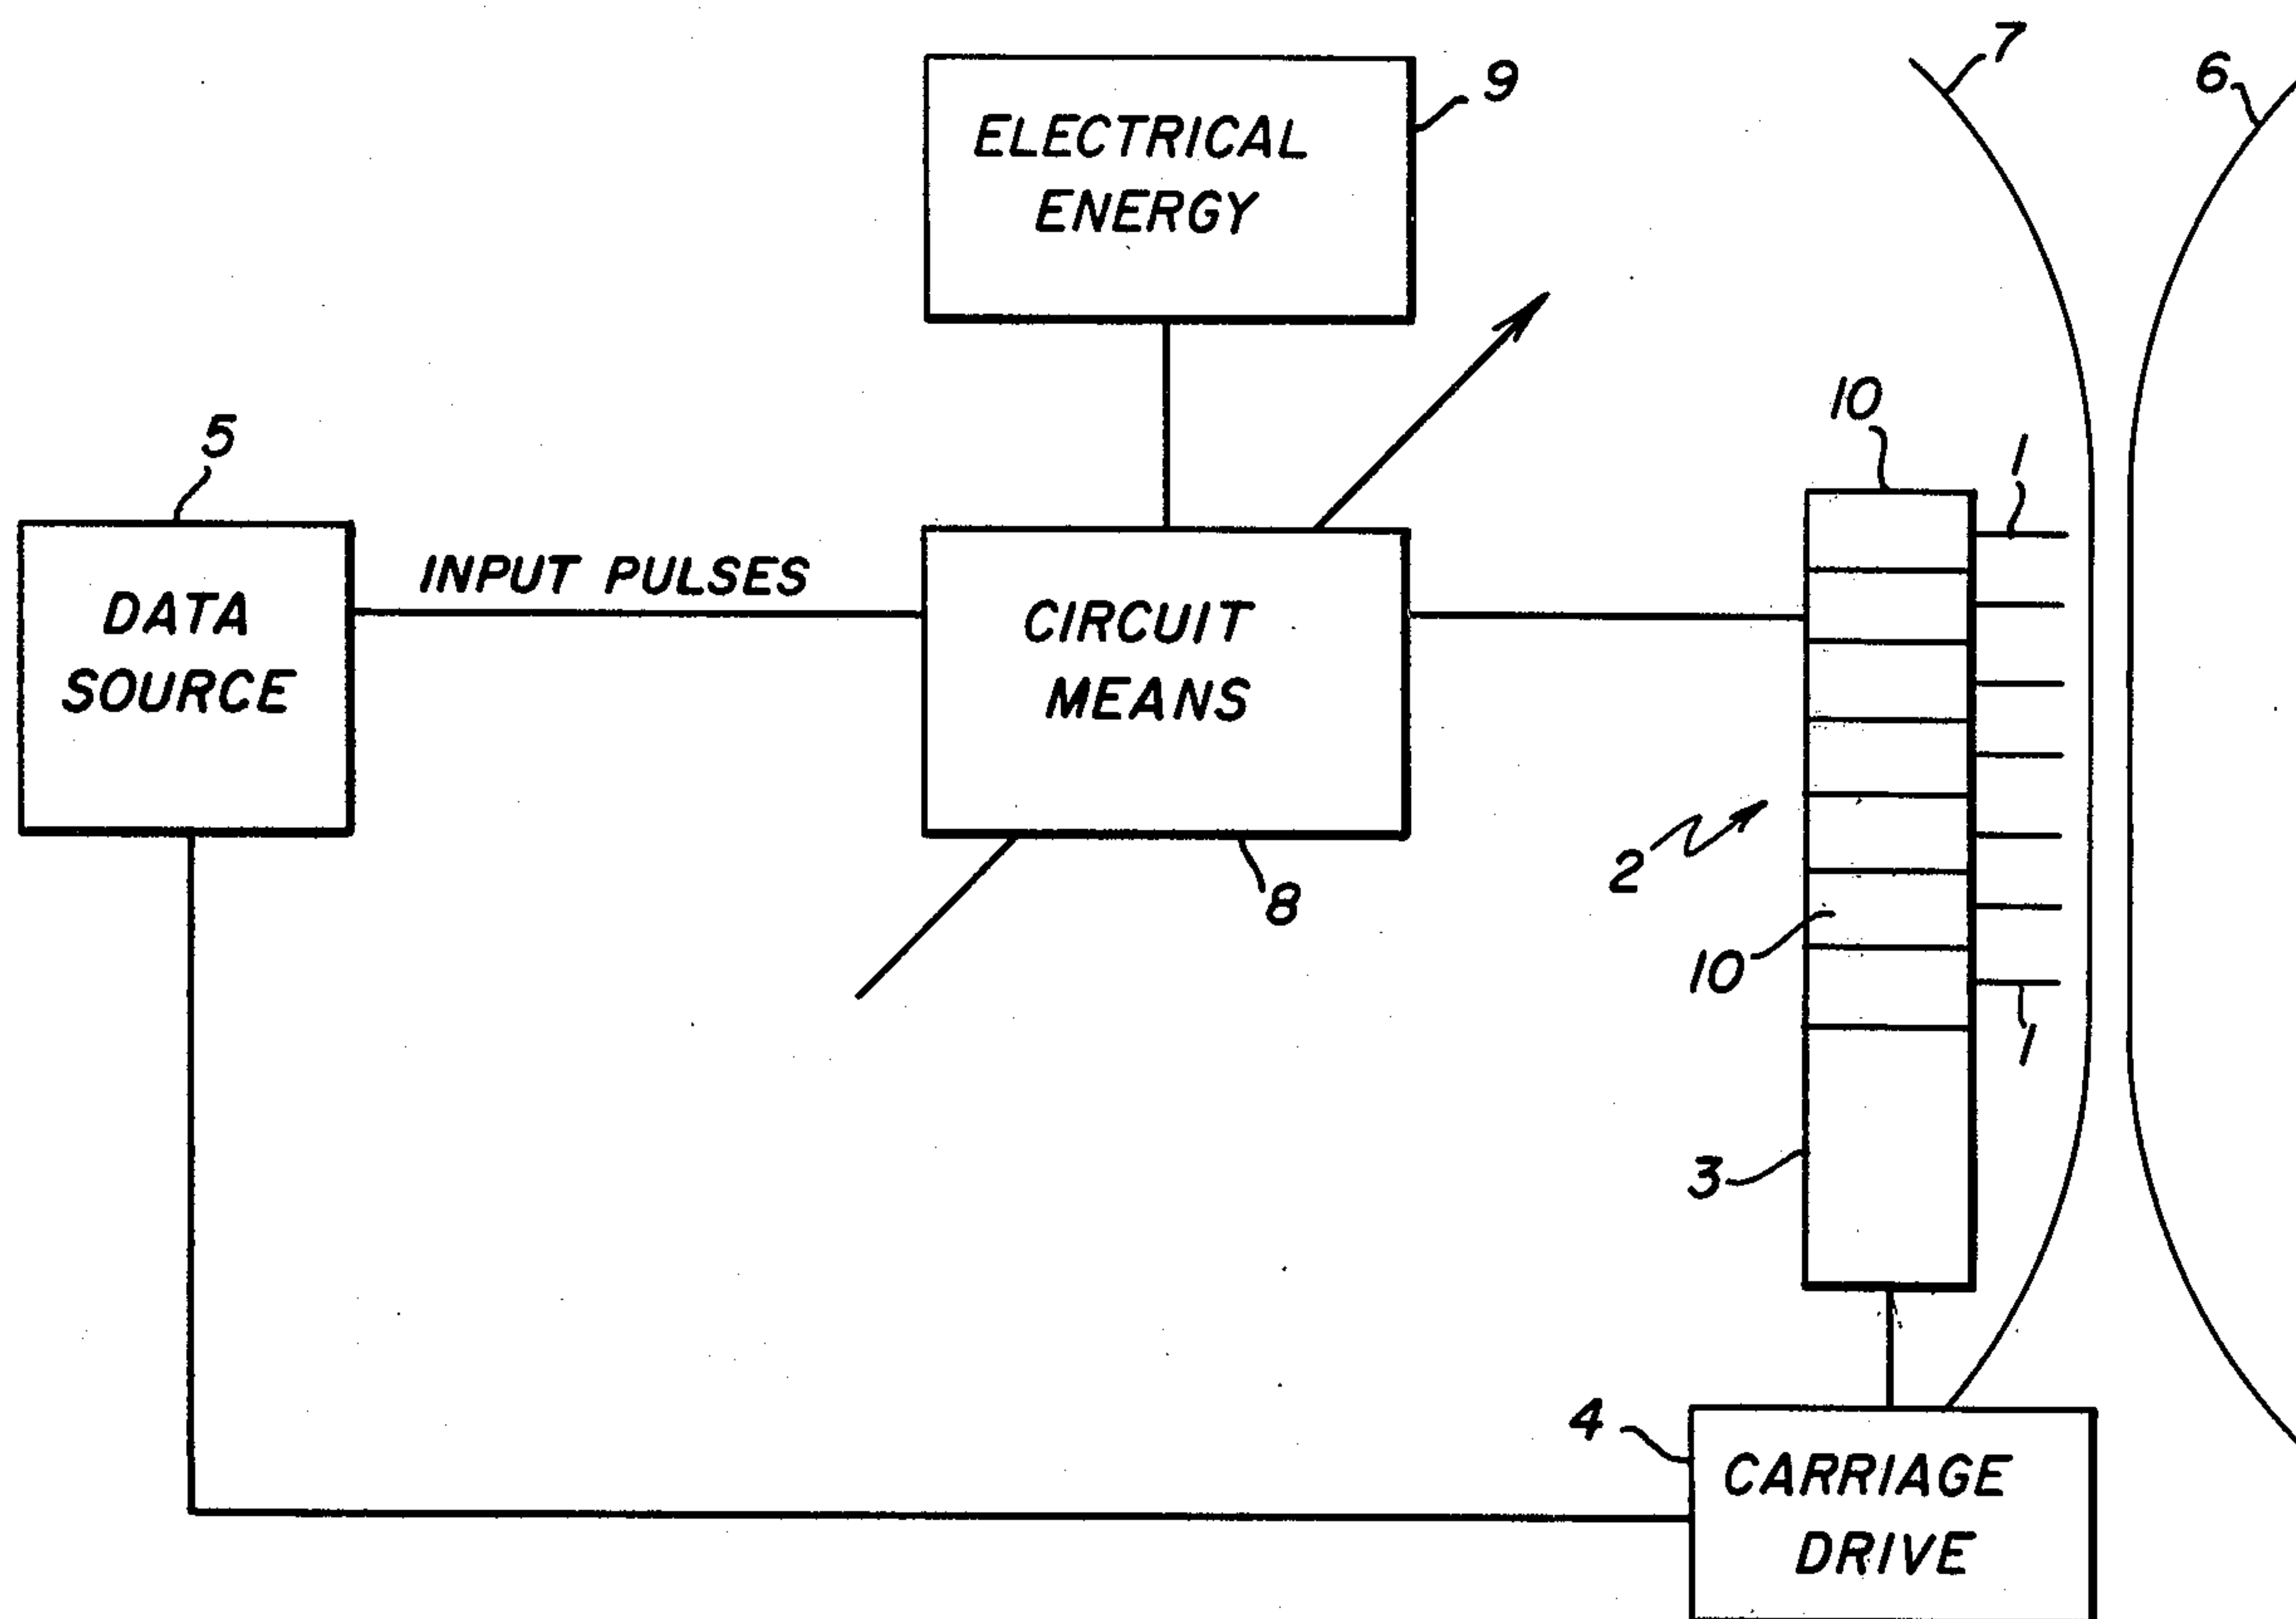 7
6
9
ELECTRICAL
ENERGY
10
1
5
DATA
SOURCE
INPUT PULSES
CIRCUIT
MEANS
2
8
10
1
3
4
CARRIAGE
DRIVE